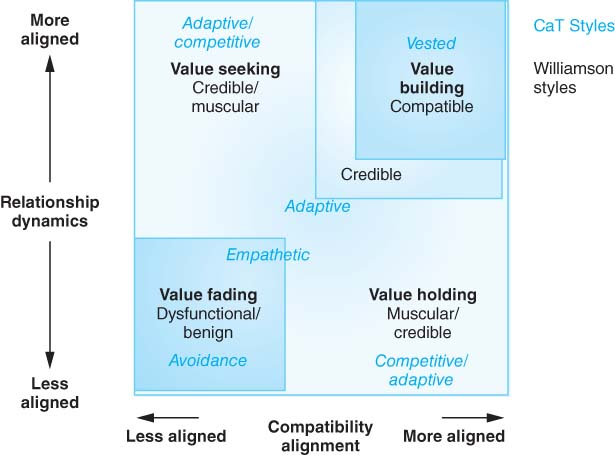 More
aligned
Relationship
dynamics
Less
aligned
Adaptive/
competitive
Value seeking
Credible/
muscular
Vested
Value
building
Compatible
Credible
Adaptive
Empathetic
Value fading
Dysfunctional/
benign
Avoidance
Value holding
Muscular/
credible
Competitive/
adaptive
CaT Styles
Williamson
styles
Less aligned
Compatibility
alignment
More aligned